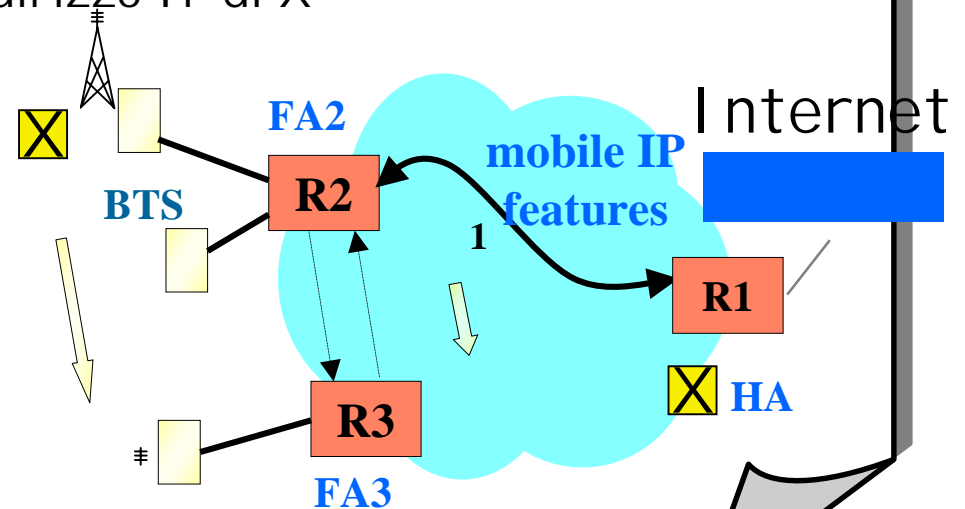 Internet
FA2
mobile IP
features
R2
BTS
1
X
R1
X
HA
R3
FA3